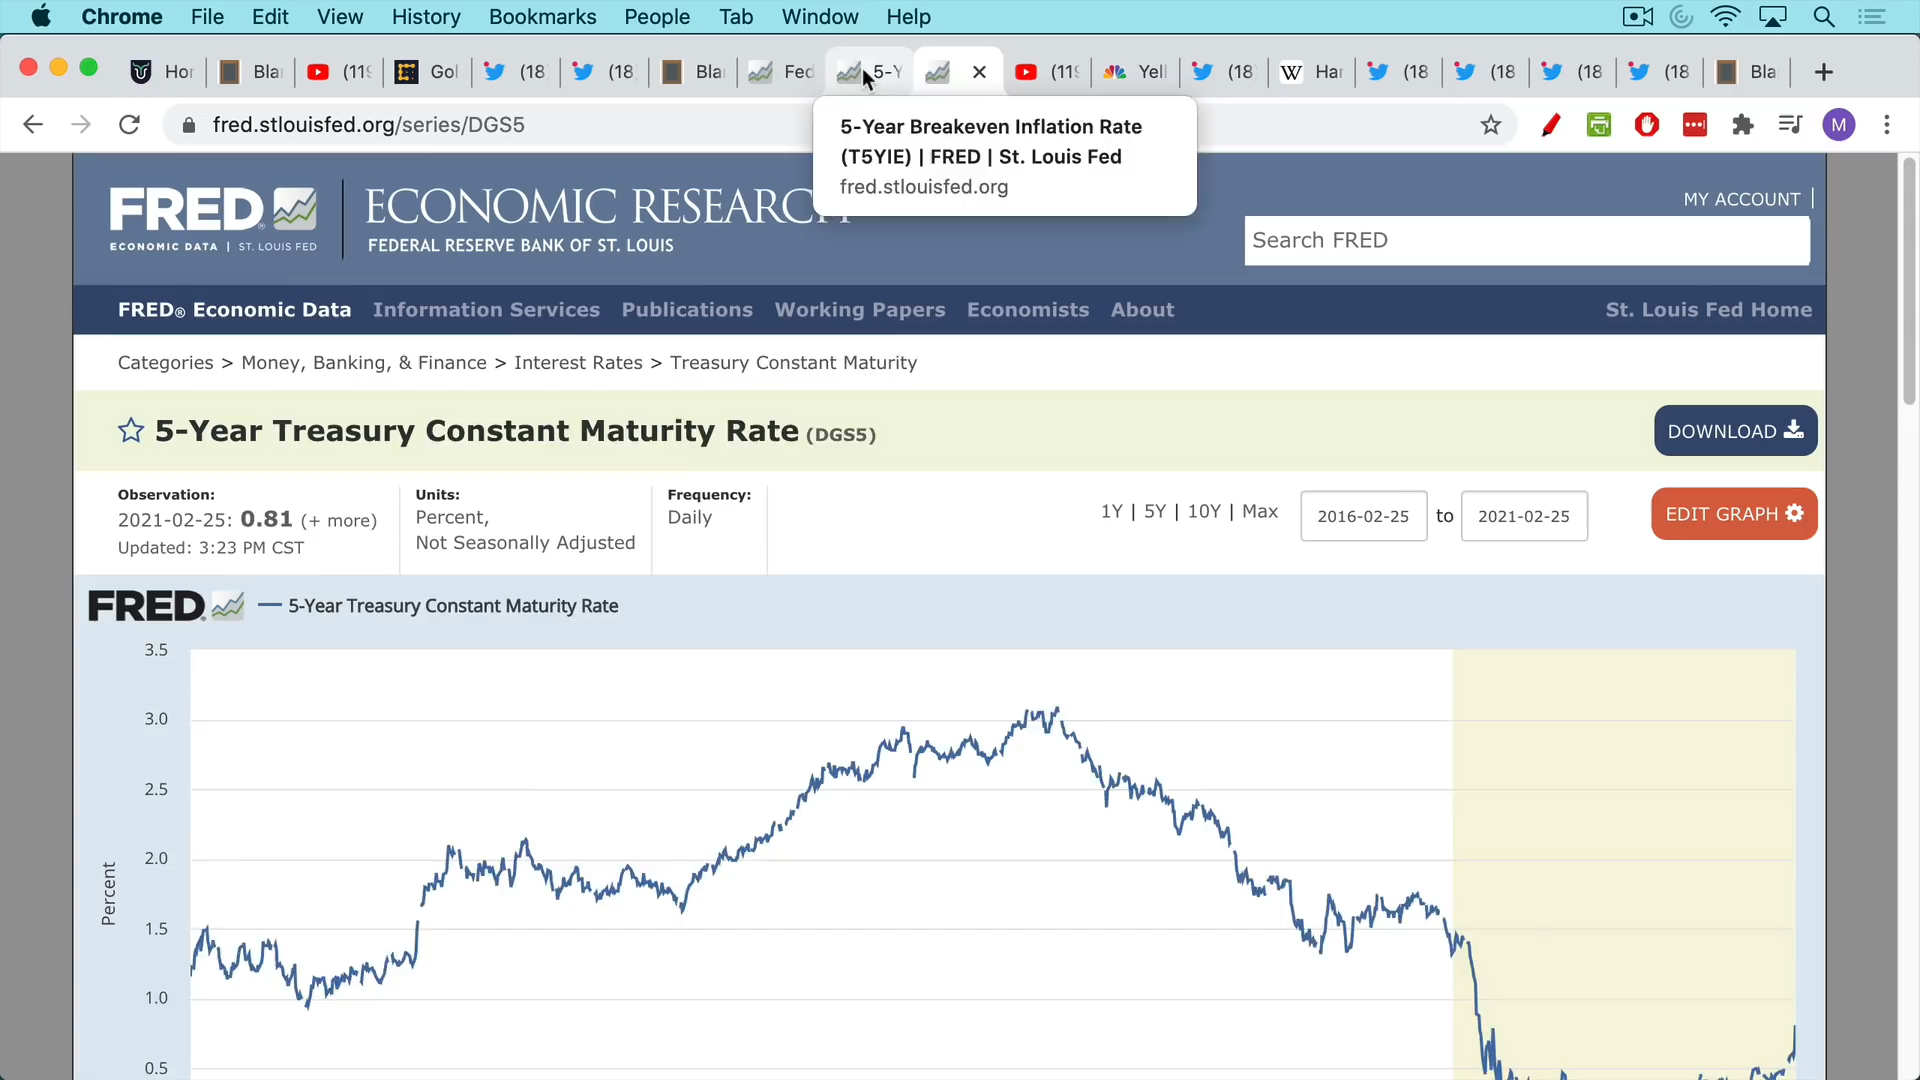 Chrome File Edit View History Bookmarks People Tab Window Help
Hor Bla (119 Gol (18 (18 Bla Fed 5-Y (119 Yell (18 W Har (18 (18 (18 (18 Bla
fred.stlouisfed.org/series/DGS5 M
5-Year Breakeven Inflation Rate
(T5YIE) | FRED | St. Louis Fed
fred.stlouisfed.org
FRED ECONOMIC RESEARCH
ECONOMIC DATA | ST. LOUIS FED
FEDERAL RESERVE BANK OF ST. LOUIS
MY ACCOUNT
Search FRED
FRED® Economic Data Information Services Publications Working Papers Economists About St. Louis Fed Home
Categories > Money, Banking, & Finance > Interest Rates > Treasury Constant Maturity
5-Year Treasury Constant Maturity Rate (DGS5) DOWNLOAD
Observation:
2021-02-25: 0.81 (+ more)
Updated: 3:23 PM CST
Units:
Percent,
Not Seasonally Adjusted
Frequency:
Daily
1Y | 5Y | 10Y | Max 2016-02-25 to 2021-02-25 EDIT GRAPH
FRED 5-Year Treasury Constant Maturity Rate
3.5
3.0
2.5
2.0
1.5
1.0
0.5
Percent